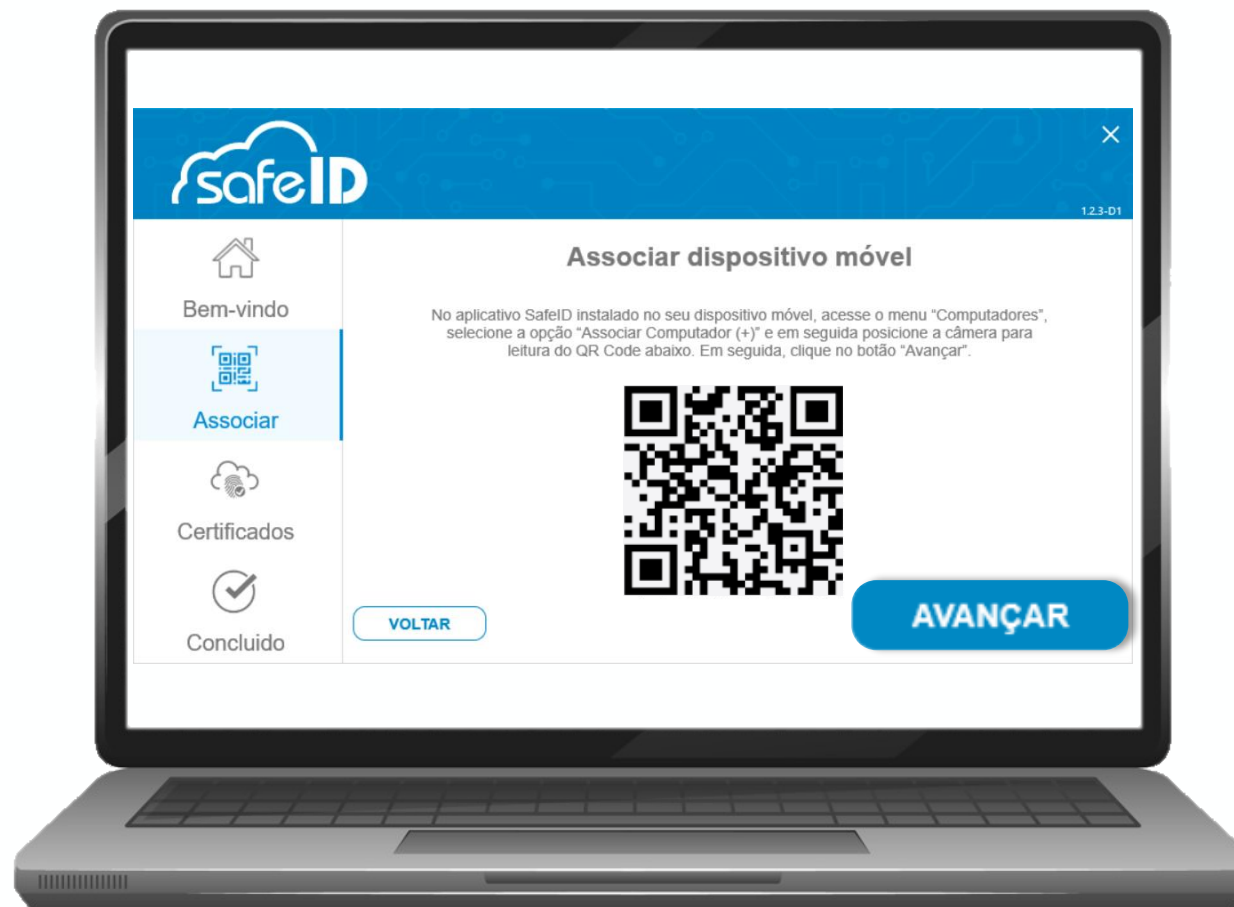 safeID
1.2.3-D1
Bem-vindo
Associar
Certificados
Concluido
Associar dispositivo móvel
No aplicativo SafeID instalado no seu dispositivo móvel, acesse o menu “Computadores”,
selecione a opção “Associar Computador (+)” e em seguida posicione a câmera para
leitura do QR Code abaixo. Em seguida, clique no botão “Avançar”.
VOLTAR
AVANÇAR